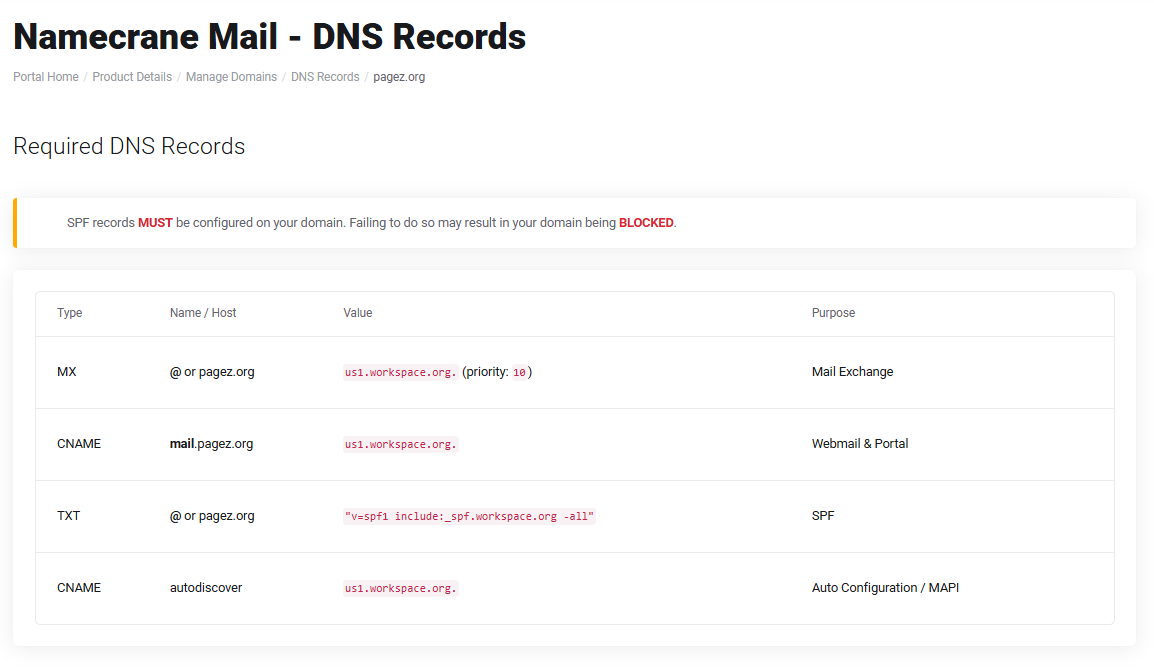 Namecrane Mail - DNS Records
Portal Home / Product Details / Manage Domains / DNS Records / pagez.org
Required DNS Records
SPF records MUST be configured on your domain. Failing to do so may result in your domain being BLOCKED.
Type Name / Host Value Purpose
MX @ or pagez.org us1.workspace.org. (priority: 10) Mail Exchange
CNAME mail.pagez.org us1.workspace.org. Webmail & Portal
TXT @ or pagez.org "v=spf1 include:_spf.workspace.org -all" SPF
CNAME autodiscover us1.workspace.org. Auto Configuration / MAPI